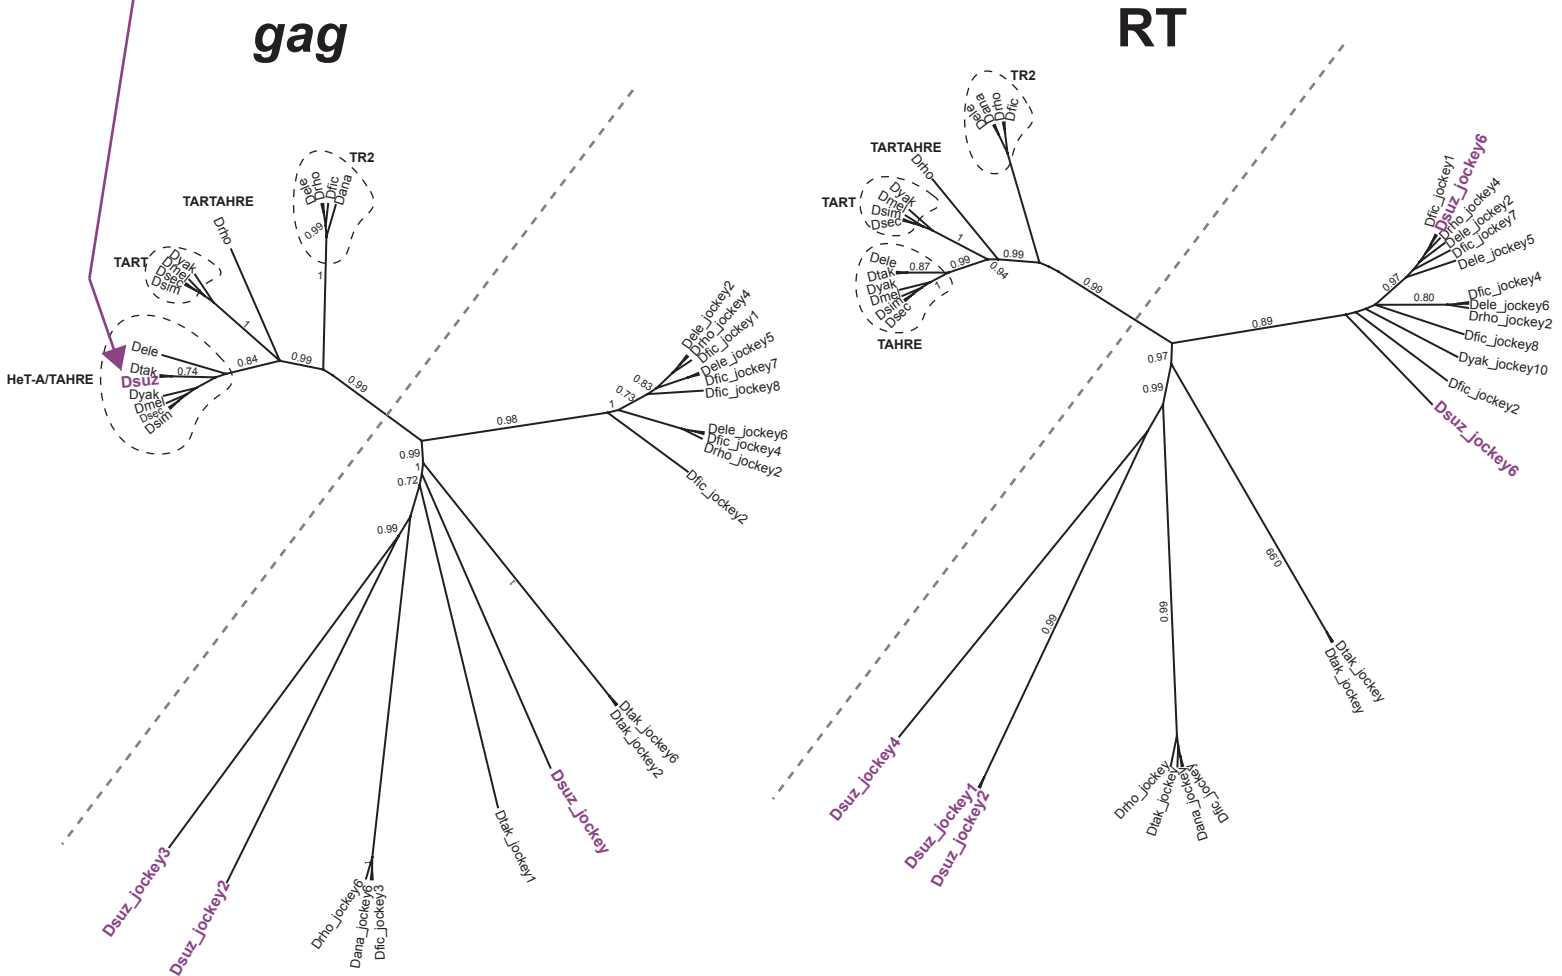 gag
TR2
Dele
Drho
Dfic
Dana
0.99
1
TARTAHRE
Drho
TART
Dyak
Dmel
Dsec
Dsim
1
HeT-A/TAHRE
Dele
Dtak
Dsuz
Dyak
Dmel
Dsec
Dsim
0.74
0.84
0.99
0.99
0.98
Dele_jockey2
Drho_jockey4
Dfic_jockey1
Dele_jockey5
Dfic_jockey7
Dfic_jockey8
0.83
0.73
1
Dele_jockey6
Dfic_jockey4
Drho_jockey2
Dfic_jockey2
0.99
1
0.72
0.99
1
Dtak_jockey6
Dtak_jockey2
Dsuz_jockey
Dtak_jockey1
1
Drho_jockey6
Dana_jockey6
Dfic_jockey3
Dsuz_jockey2
Dsuz_jockey3
RT
TR2
Dele
Dana
Drho
Dfic
TARTAHRE
Drho
TART
Dyak
Dmel
Dsim
Dsec
1
Dele
Dtak
Dyak
Dmel
Dsim
Dsec
TAHRE
0.87
1
0.99
0.94
0.99
0.99
0.89
Dfic_jockey1
Dsuz_jockey6
Drho_jockey4
Dele_jockey2
Dfic_jockey7
Dele_jockey5
0.97
0.80
Dfic_jockey4
Dele_jockey6
Drho_jockey2
Dfic_jockey8
Dyak_jockey10
Dfic_jockey2
Dsuz_jockey6
0.97
0.99
0.99
Dtak_jockey
Dtak_jockey
0.99
Drho_jockey
Dtak_jockey
Dana_jockey
Dfic_jockey
0.99
Dsuz_jockey1
Dsuz_jockey2
Dsuz_jockey4